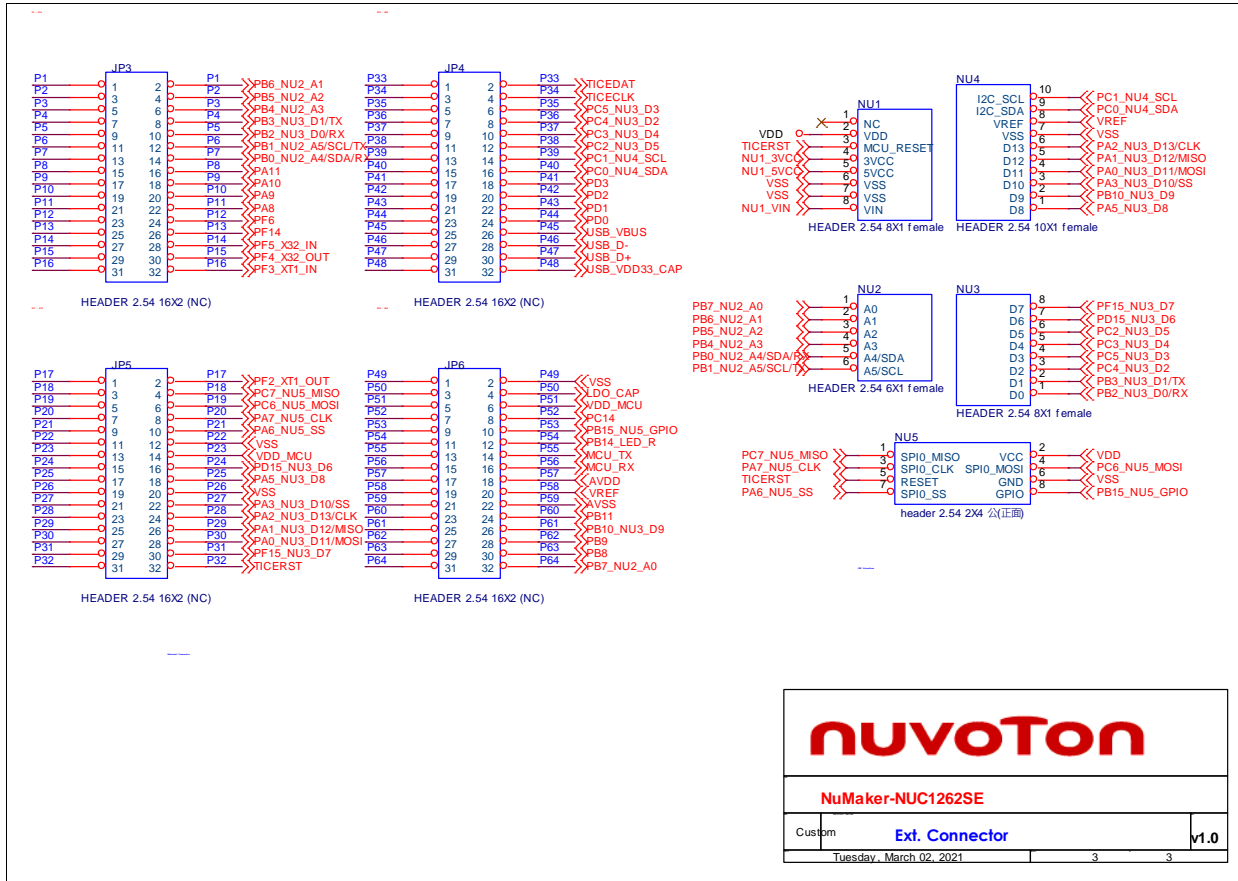 JP3
P1 1 2 P1 PB6_NU2_A1
P2 3 4 P2 PB5_NU2_A2
P3 5 6 P3 PB4_NU2_A3
P4 7 8 P4 PB3_NU3_D1/TX
P5 9 10 P5 PB2_NU3_D0/RX
P6 11 12 P6 PB1_NU2_A5/SCL/TX
P7 13 14 P7 PB0_NU2_A4/SDA/RX
P8 15 16 P8 PA11
P9 17 18 P9 PA10
P10 19 20 P10 PA9
P11 21 22 P11 PA8
P12 23 24 P12 PF6
P13 25 26 P13 PF14
P14 27 28 P14 PF5_X32_IN
P15 29 30 P15 PF4_X32_OUT
P16 31 32 P16 PF3_XT1_IN
HEADER 2.54 16X2 (NC)
JP4
P33 1 2 P33 TICEDAT
P34 3 4 P34 TICECLK
P35 5 6 P35 PC5_NU3_D3
P36 7 8 P36 PC4_NU3_D2
P37 9 10 P37 PC3_NU3_D4
P38 11 12 P38 PC2_NU3_D5
P39 13 14 P39 PC1_NU4_SCL
P40 15 16 P40 PC0_NU4_SDA
P41 17 18 P41 PD3
P42 19 20 P42 PD2
P43 21 22 P43 PD1
P44 23 24 P44 PD0
P45 25 26 P45 USB_VBUS
P46 27 28 P46 USB_D-
P47 29 30 P47 USB_D+
P48 31 32 P48 USB_VDD33_CAP
HEADER 2.54 16X2 (NC)
NU1
1 NC
VDD 2 VDD
TICERST 3 MCU_RESET
NU1_3VCC 4 3VCC
NU1_5VCC 5 5VCC
VSS 6 VSS
VSS 7 VSS
NU1_VIN 8 VIN
HEADER 2.54 8X1 female
NU4
I2C_SCL 10 PC1_NU4_SCL
I2C_SDA 9 PC0_NU4_SDA
VREF 8 VREF
VSS 7 VSS
D13 6 PA2_NU3_D13/CLK
D12 5 PA1_NU3_D12/MISO
D11 4 PA0_NU3_D11/MOSI
D10 3 PA3_NU3_D10/SS
D9 2 PB10_NU3_D9
D8 1 PA5_NU3_D8
HEADER 2.54 10X1 female
NU2
PB7_NU2_A0 1 A0
PB6_NU2_A1 2 A1
PB5_NU2_A2 3 A2
PB4_NU2_A3 4 A3
PB0_NU2_A4/SDA/RX 5 A4/SDA
PB1_NU2_A5/SCL/TX 6 A5/SCL
HEADER 2.54 6X1 female
NU3
D7 8 PF15_NU3_D7
D6 7 PD15_NU3_D6
D5 6 PC2_NU3_D5
D4 5 PC3_NU3_D4
D3 4 PC5_NU3_D3
D2 3 PC4_NU3_D2
D1 2 PB3_NU3_D1/TX
D0 1 PB2_NU3_D0/RX
HEADER 2.54 8X1 female
JP5
P17 1 2 P17 PF2_XT1_OUT
P18 3 4 P18 PC7_NU5_MISO
P19 5 6 P19 PC6_NU5_MOSI
P20 7 8 P20 PA7_NU5_CLK
P21 9 10 P21 PA6_NU5_SS
P22 11 12 P22 VSS
P23 13 14 P23 VDD_MCU
P24 15 16 P24 PD15_NU3_D6
P25 17 18 P25 PA5_NU3_D8
P26 19 20 P26 VSS
P27 21 22 P27 PA3_NU3_D10/SS
P28 23 24 P28 PA2_NU3_D13/CLK
P29 25 26 P29 PA1_NU3_D12/MISO
P30 27 28 P30 PA0_NU3_D11/MOSI
P31 29 30 P31 PF15_NU3_D7
P32 31 32 P32 TICERST
HEADER 2.54 16X2 (NC)
JP6
P49 1 2 P49 VSS
P50 3 4 P50 LDO_CAP
P51 5 6 P51 VDD_MCU
P52 7 8 P52 PC14
P53 9 10 P53 PB15_NU5_GPIO
P54 11 12 P54 PB14_LED_R
P55 13 14 P55 MCU_TX
P56 15 16 P56 MCU_RX
P57 17 18 P57 AVDD
P58 19 20 P58 VREF
P59 21 22 P59 AVSS
P60 23 24 P60 PB11
P61 25 26 P61 PB10_NU3_D9
P62 27 28 P62 PB9
P63 29 30 P63 PB8
P64 31 32 P64 PB7_NU2_A0
HEADER 2.54 16X2 (NC)
NU5
PC7_NU5_MISO 1 SPI0_MISO VCC 2 VDD
PA7_NU5_CLK 3 SPI0_CLK SPI0_MOSI 4 PC6_NU5_MOSI
TICERST 5 RESET GND 6 VSS
PA6_NU5_SS 7 SPI0_SS GPIO 8 PB15_NU5_GPIO
header 2.54 2X4 公(正面)
nuvoTon
NuMaker-NUC1262SE
Custom Ext. Connector v1.0
Tuesday, March 02, 2021 3 3